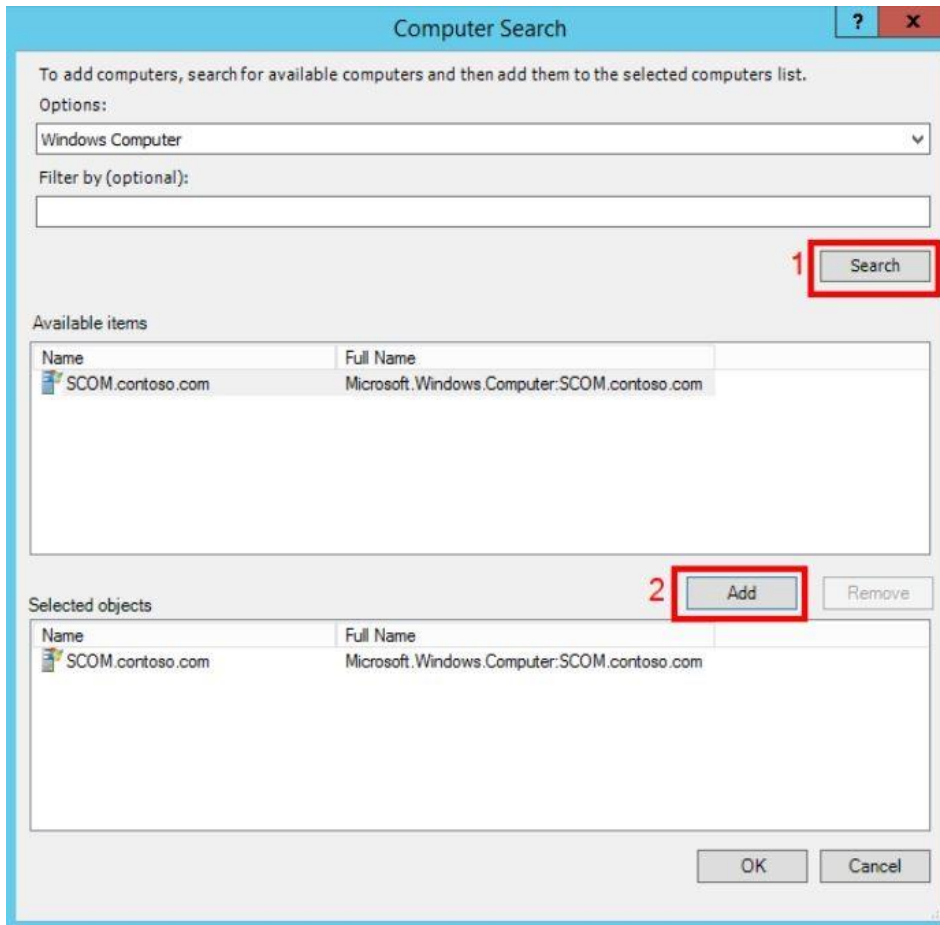 Computer Search
? x
To add computers, search for available computers and then add them to the selected computers list.
Options:
Windows Computer
Filter by (optional):
1 Search
Available items
Name Full Name
SCOM.contoso.com Microsoft.Windows.Computer:SCOM.contoso.com
2 Add Remove
Selected objects
Name Full Name
SCOM.contoso.com Microsoft.Windows.Computer:SCOM.contoso.com
OK Cancel